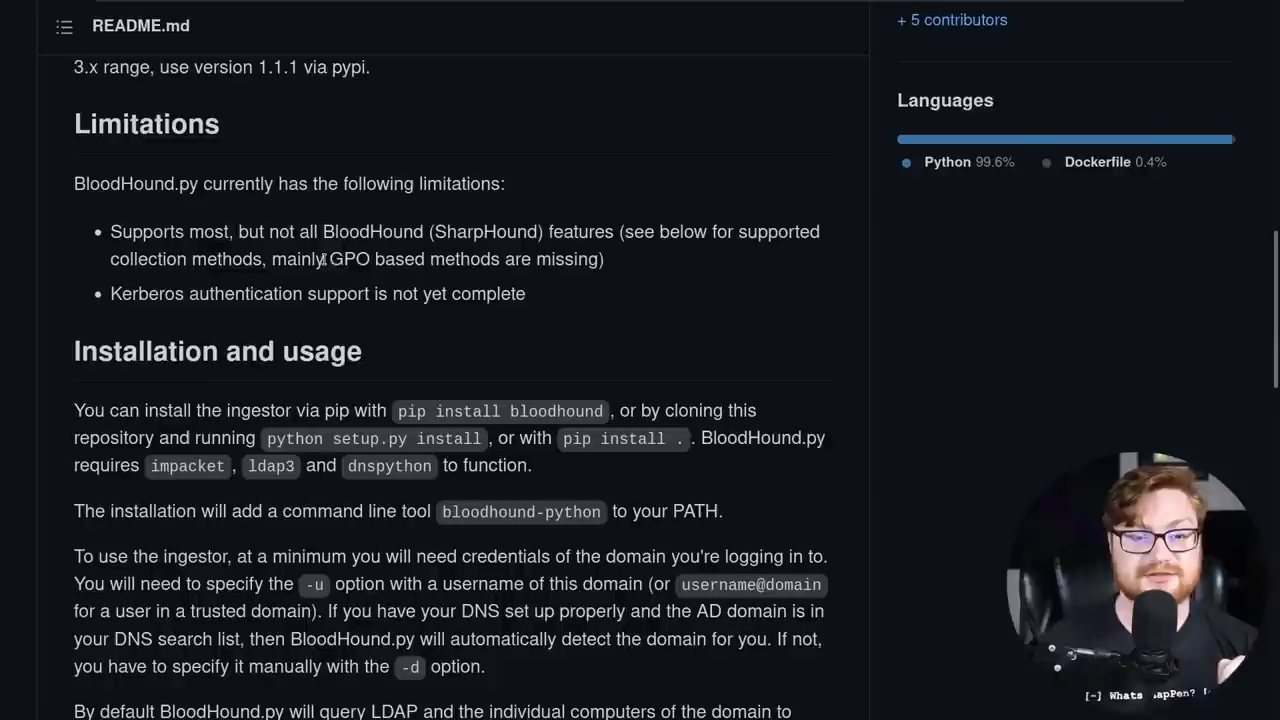 README.md
3.x range, use version 1.1.1 via pypi.
Limitations
BloodHound.py currently has the following limitations:
Supports most, but not all BloodHound (SharpHound) features (see below for supported
collection methods, mainly GPO based methods are missing)
Kerberos authentication support is not yet complete
Installation and usage
You can install the ingestor via pip with pip install bloodhound, or by cloning this
repository and running python setup.py install, or with pip install .. BloodHound.py
requires impacket, ldap3 and dnspython to function.
The installation will add a command line tool bloodhound-python to your PATH.
To use the ingestor, at a minimum you will need credentials of the domain you're logging in to.
You will need to specify the -u option with a username of this domain (or username@domain
for a user in a trusted domain). If you have your DNS set up properly and the AD domain is in
your DNS search list, then BloodHound.py will automatically detect the domain for you. If not,
you have to specify it manually with the -d option.
By default BloodHound.py will query LDAP and the individual computers of the domain to
+ 5 contributors
Languages
Python 99.6% Dockerfile 0.4%
[-] Whats